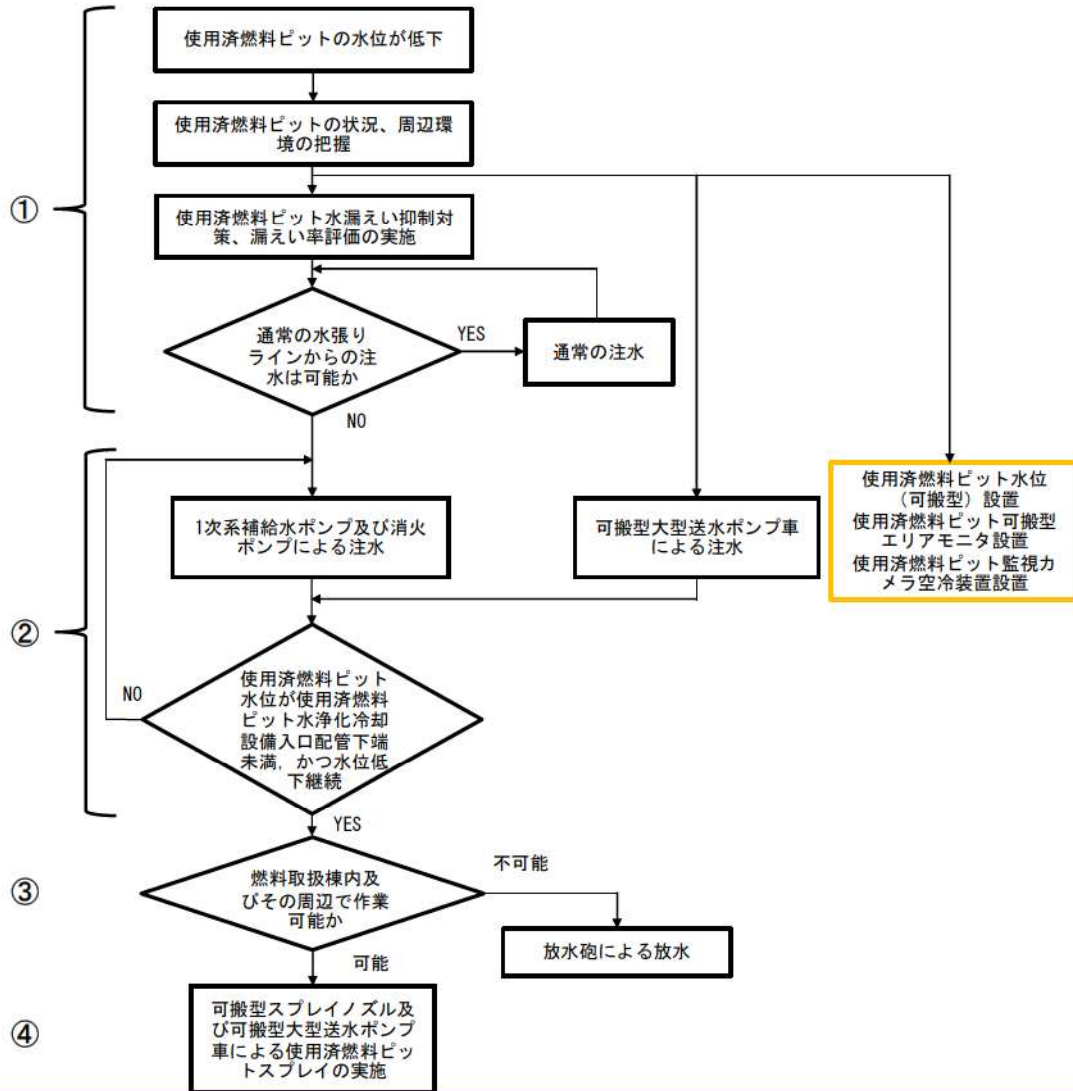 ①
使用済燃料ピットの水位が低下
使用済燃料ピットの状況、周辺環
境の把握
使用済燃料ピット水漏えい抑制対
策、漏えい率評価の実施
通常の水張り
ラインからの注
水は可能か
YES
通常の注水
NO
②
1次系補給水ポンプ及び消火
ポンプによる注水
可搬型大型送水ポンプ車
による注水
使用済燃料ピット水位
（可搬型）設置
使用済燃料ピット可搬型
エリアモニタ設置
使用済燃料ピット監視カ
メラ空冷装置設置
NO
使用済燃料ピット
水位が使用済燃料
ピット水浄化冷却
設備入口配管下端
未満，かつ水位低
下継続
YES
③
燃料取扱棟内及
びその周辺で作業
可能か
不可能
放水砲による放水
可能
④
可搬型スプレイノズル及
び可搬型大型送水ポンプ
車による使用済燃料ピッ
トスプレイの実施